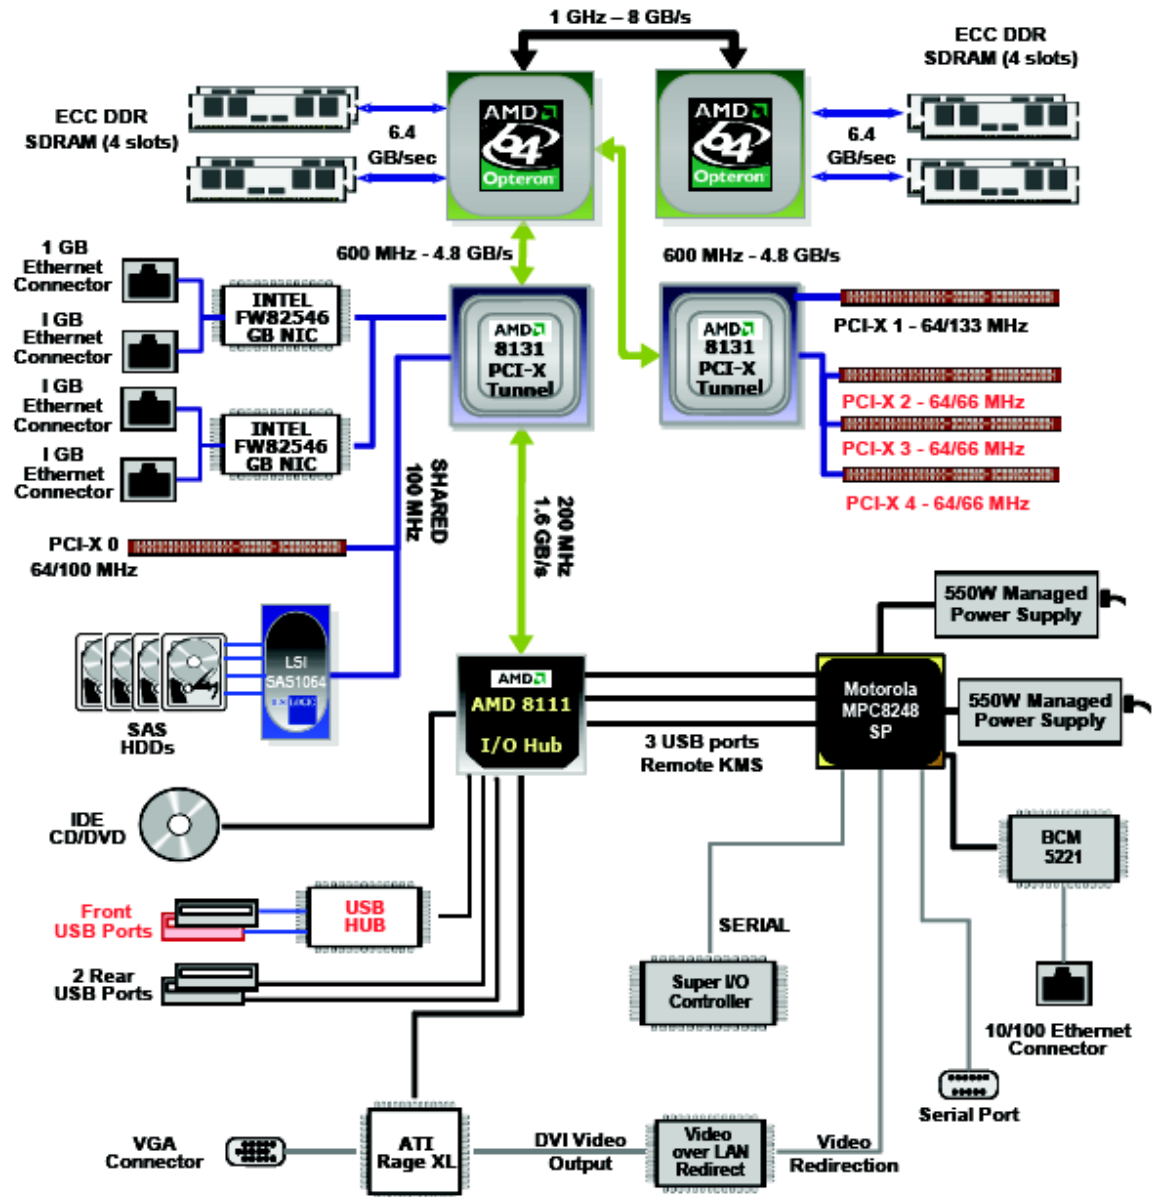 1 GHz – 8 GB/s
ECC DDR
SDRAM (4 slots)
ECC DDR
SDRAM (4 slots)
AMD
64
Opteron
AMD
64
Opteron
6.4
GB/sec
6.4
GB/sec
600 MHz - 4.8 GB/s
600 MHz - 4.8 GB/s
1 GB
Ethernet
Connector
I GB
Ethernet
Connector
I GB
Ethernet
Connector
I GB
Ethernet
Connector
INTEL
FW82546
GB NIC
INTEL
FW82546
GB NIC
AMD
8131
PCI-X
Tunnel
AMD
8131
PCI-X
Tunnel
PCI-X 1 - 64/133 MHz
PCI-X 2 - 64/66 MHz
PCI-X 3 - 64/66 MHz
PCI-X 4 - 64/66 MHz
SHARED
100 MHz
200 MHz
1.6 GB/s
PCI-X 0
64/100 MHz
LSI
SAS1064
LSI LOGIC
SAS
HDDs
AMD
AMD 8111
I/O Hub
3 USB ports
Remote KMS
Motorola
MPC8248
SP
550W Managed
Power Supply
550W Managed
Power Supply
IDE
CD/DVD
BCM
5221
Front
USB Ports
USB
HUB
2 Rear
USB Ports
SERIAL
Super I/O
Controller
10/100 Ethernet
Connector
Serial Port
VGA
Connector
ATI
Rage XL
DVI Video
Output
Video
over LAN
Redirect
Video
Redirection